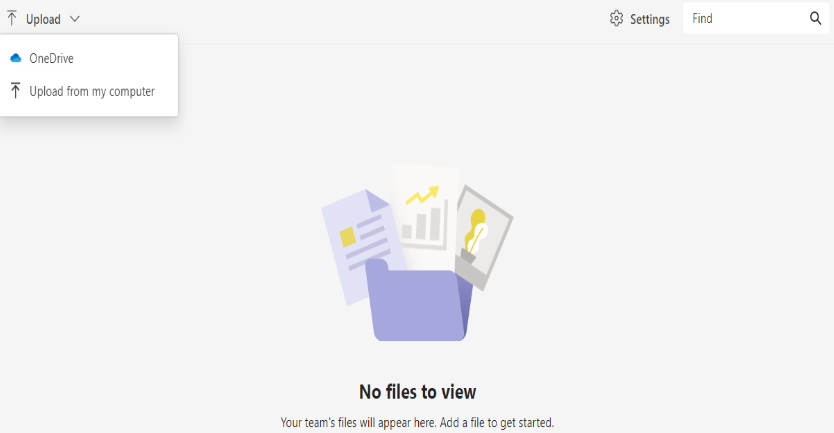 Upload
Settings
Find
OneDrive
Upload from my computer
No files to view
Your team's files will appear here. Add a file to get started.